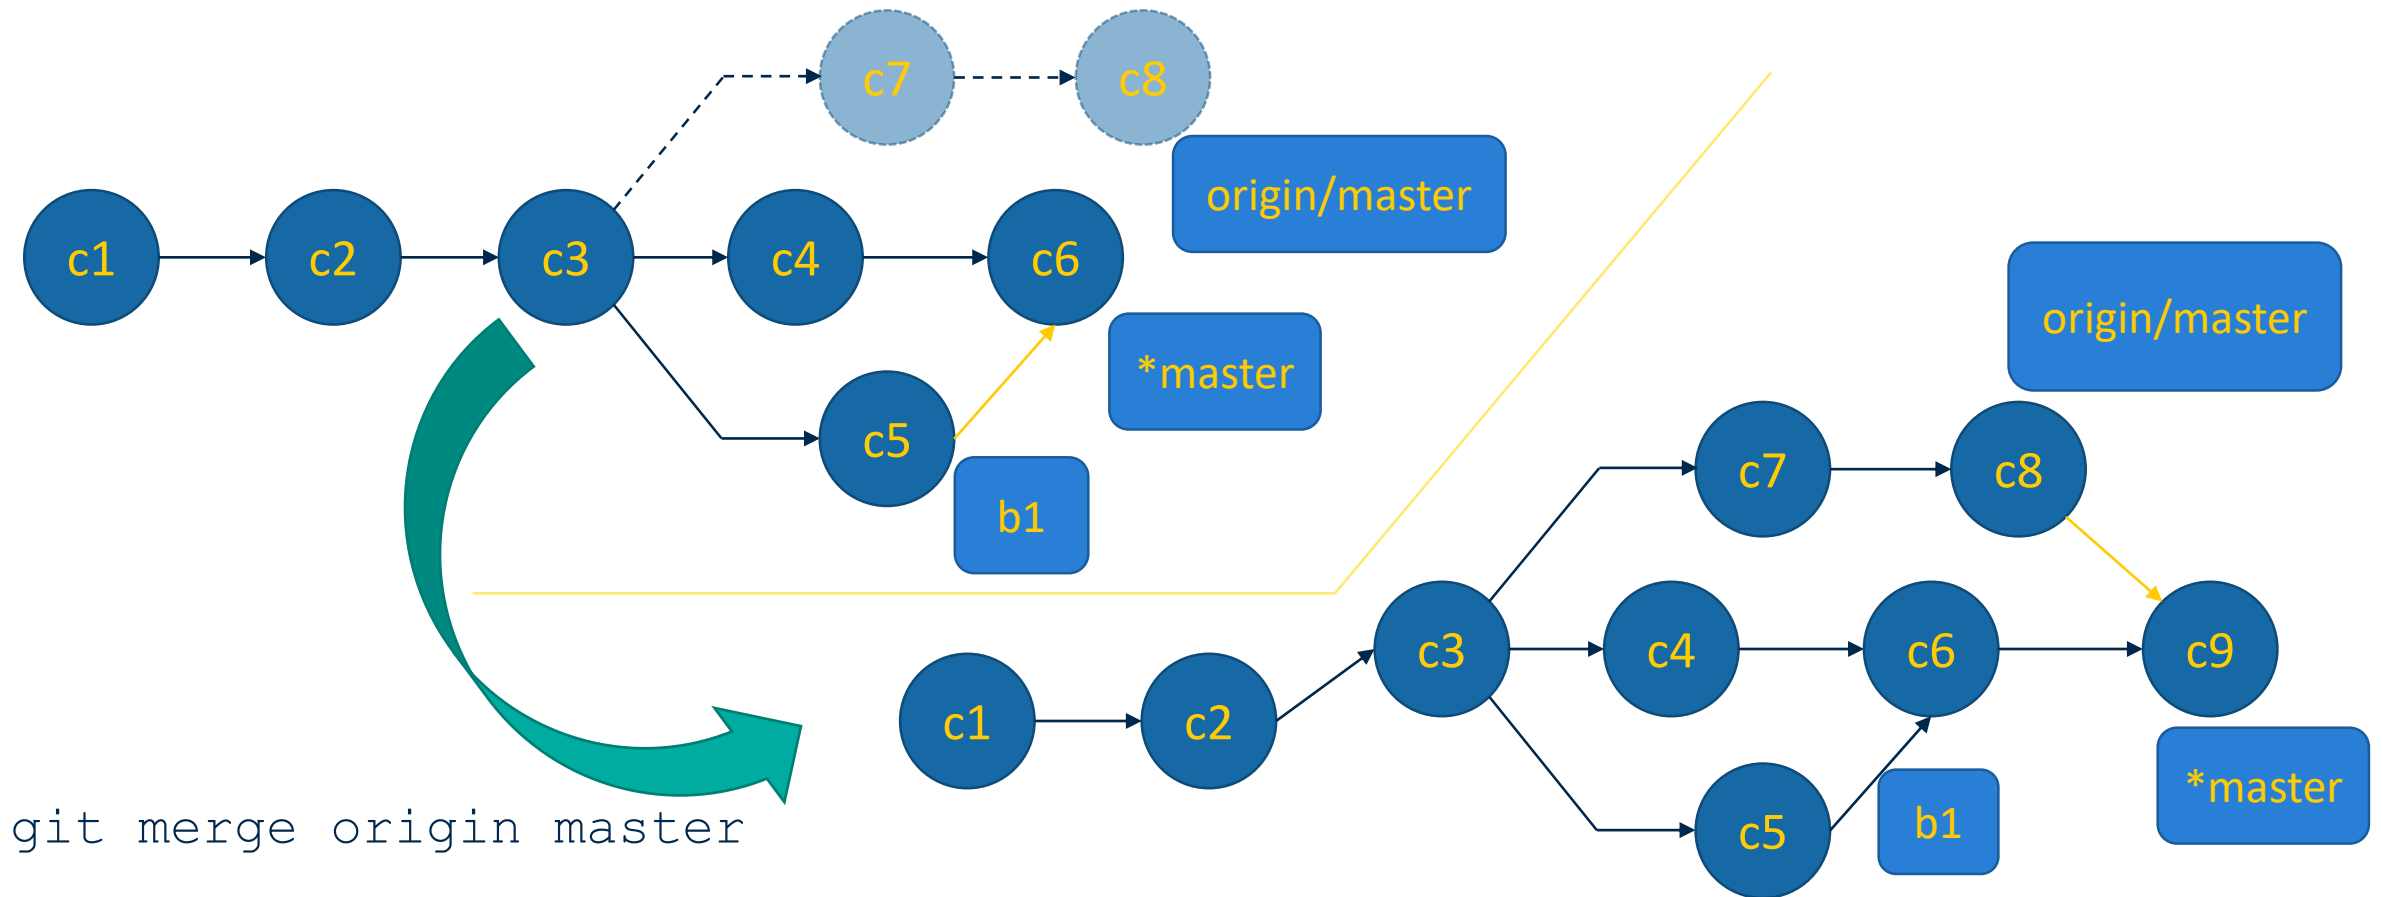 c7
c8
origin/master
c1
c2
c3
c4
c6
*master
c5
b1
origin/master
c7
c8
c3
c4
c6
c9
c1
c2
*master
b1
c5
git merge origin master